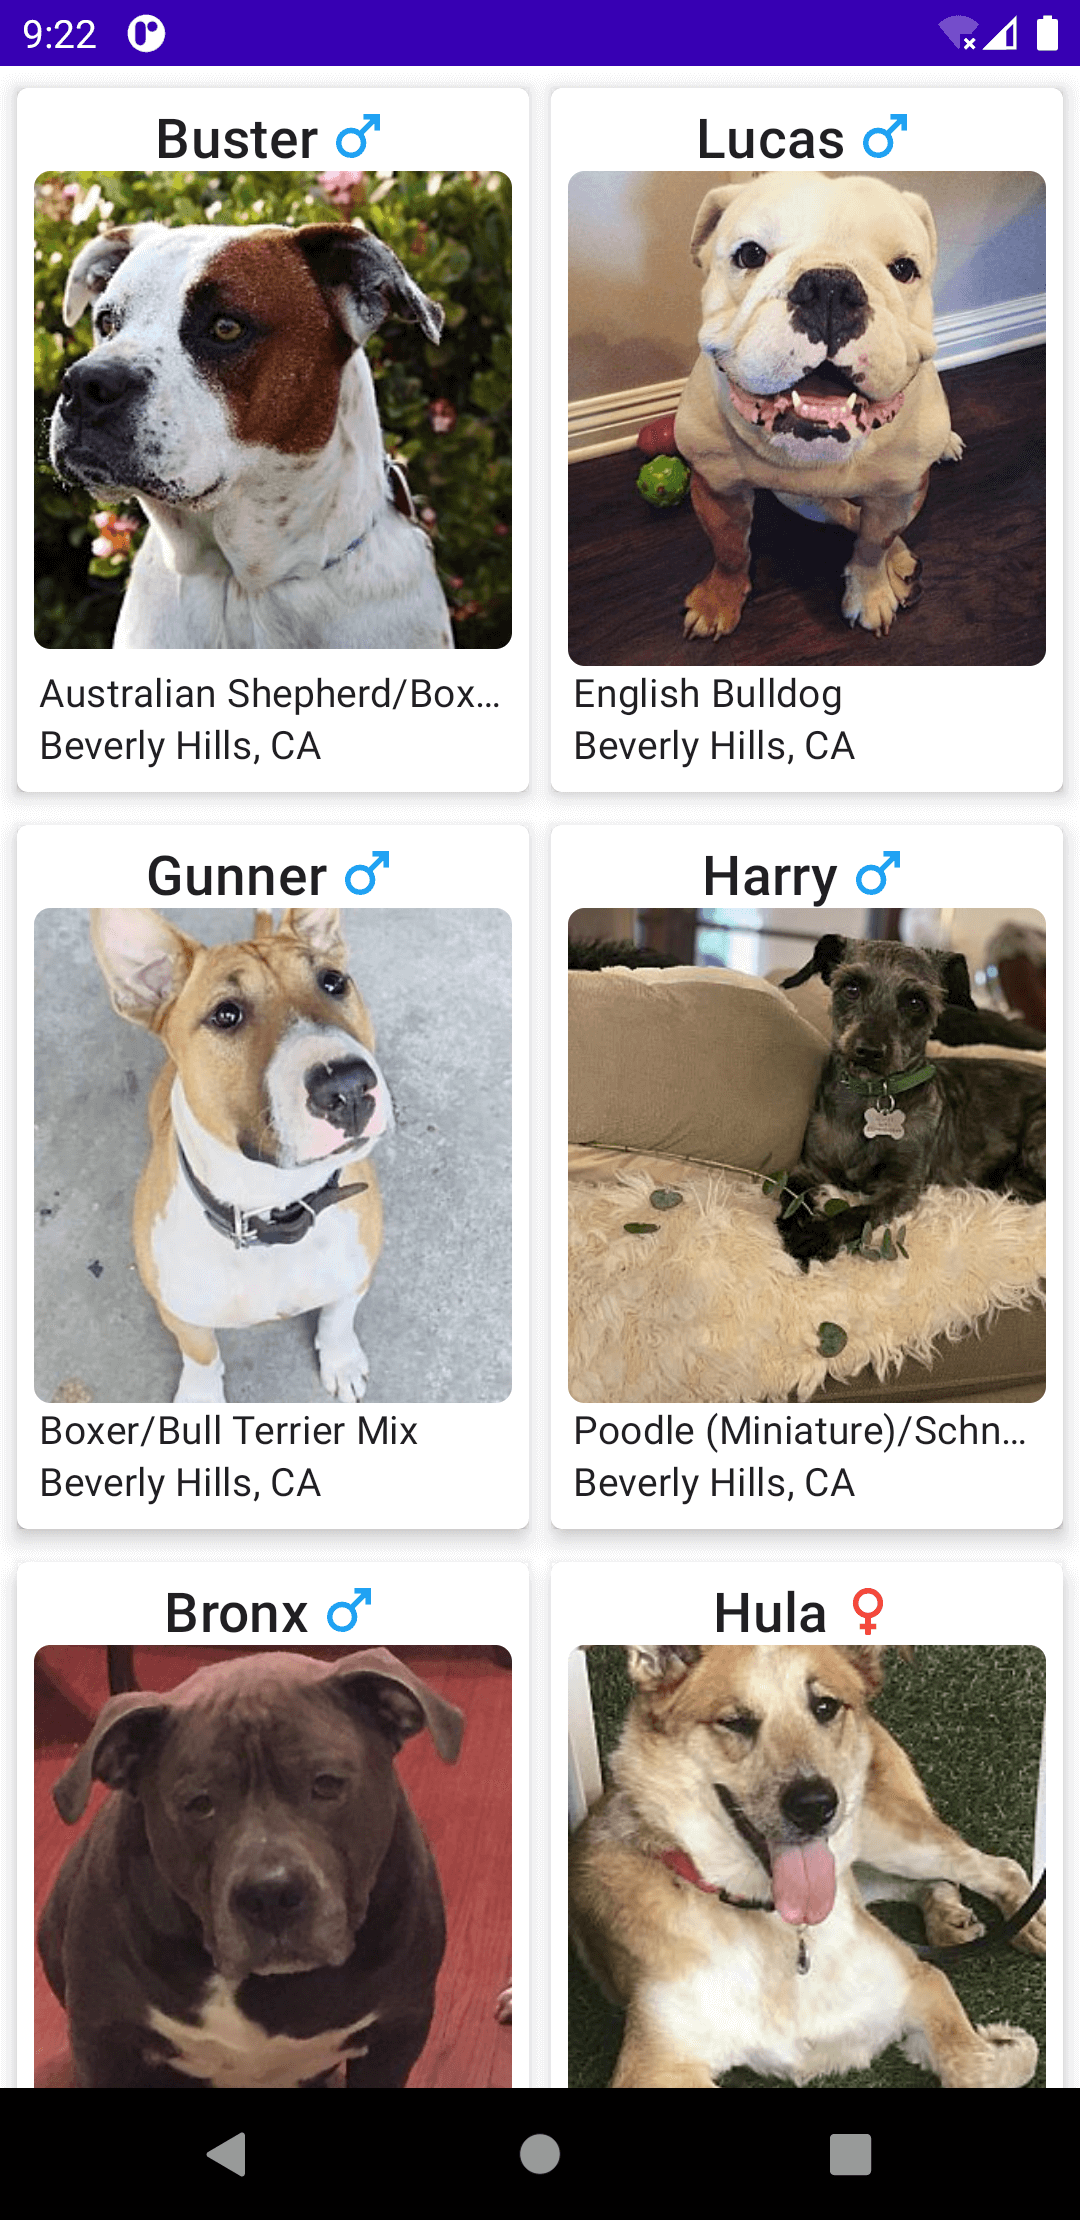 9:22
Buster
Lucas
Australian Shepherd/Box...
Beverly Hills, CA
English Bulldog
Beverly Hills, CA
Gunner
Harry
Boxer/Bull Terrier Mix
Beverly Hills, CA
Poodle (Miniature)/Schn...
Beverly Hills, CA
Bronx
Hula